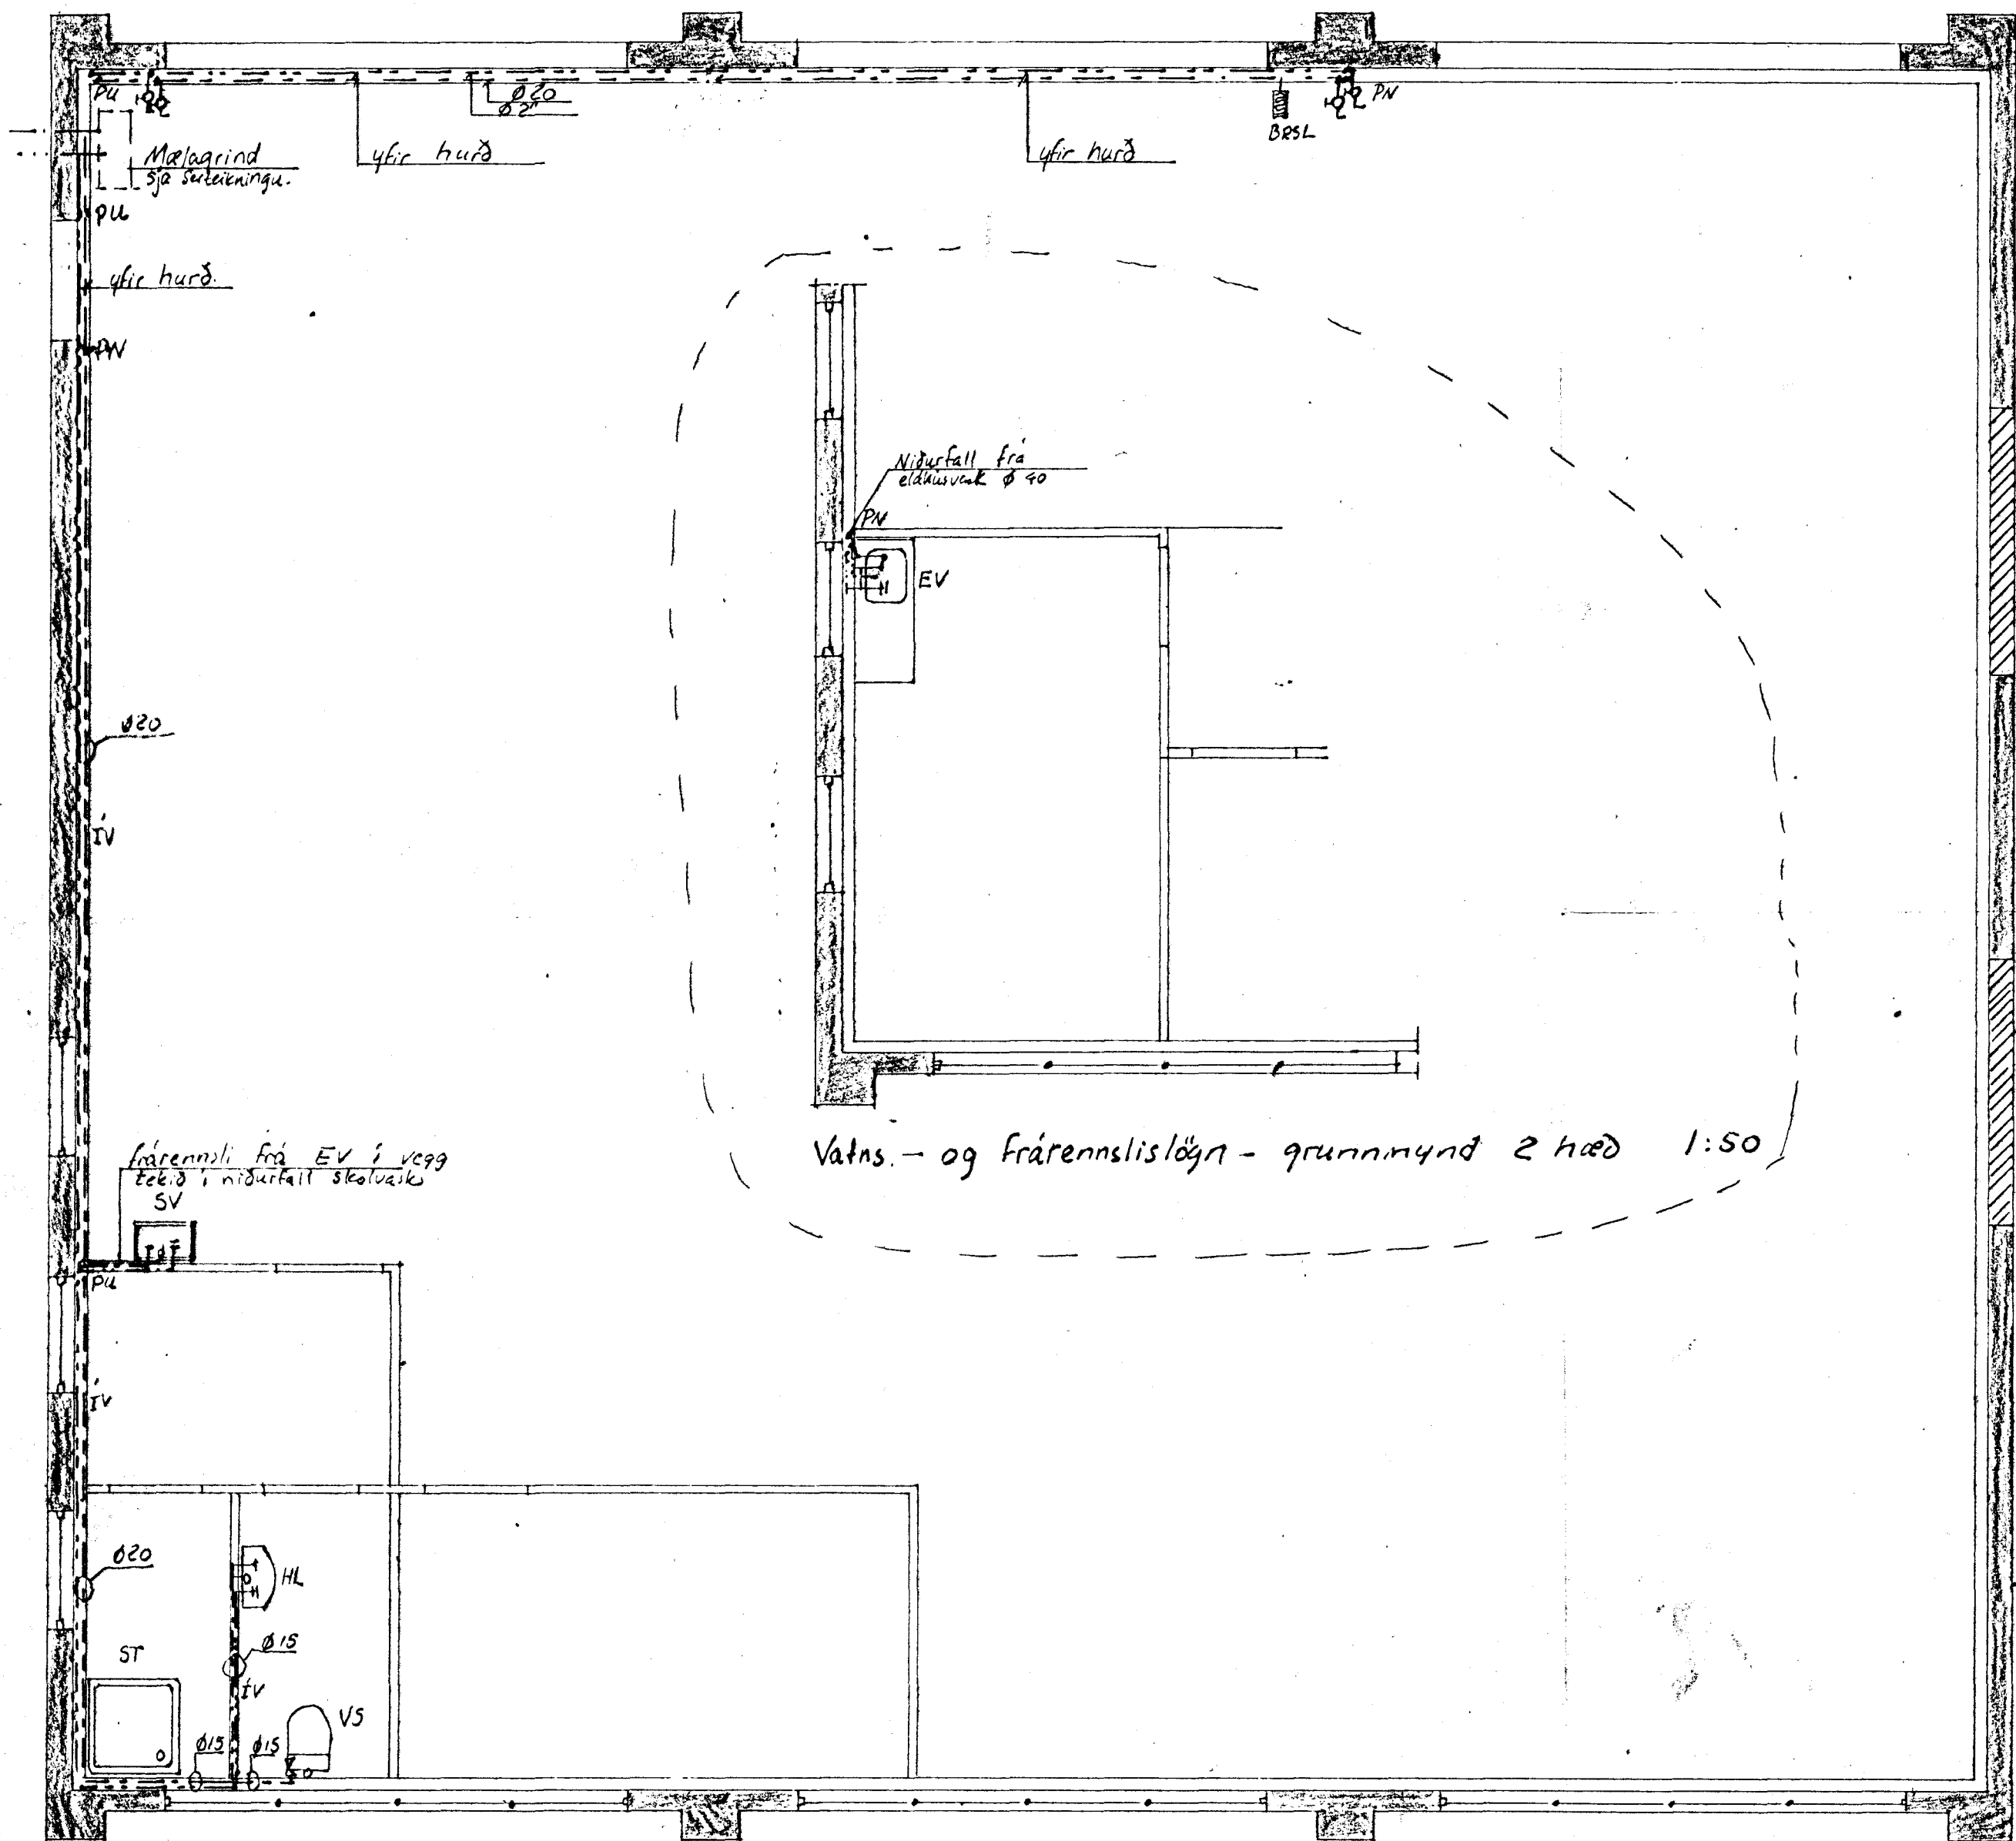 PU
Ø20
Ø2"
yfir hurð
yfir hurð
BRSL
PN
Mælagrind
sjá sérteikningu.
PU
yfir hurð.
PN
Niðurfall frá
eldhúsvask Ø 40
PN
EV
Ø20
ÍV
Vatns.- og frárennslislögn - grunnmynd 2 hæð 1:50
frárennsli frá EV í vegg
tekið í niðurfall skolvasks
SV
PU
ÍV
Ø20
HL
Ø15
ST
ÍV
VS
Ø15
Ø15